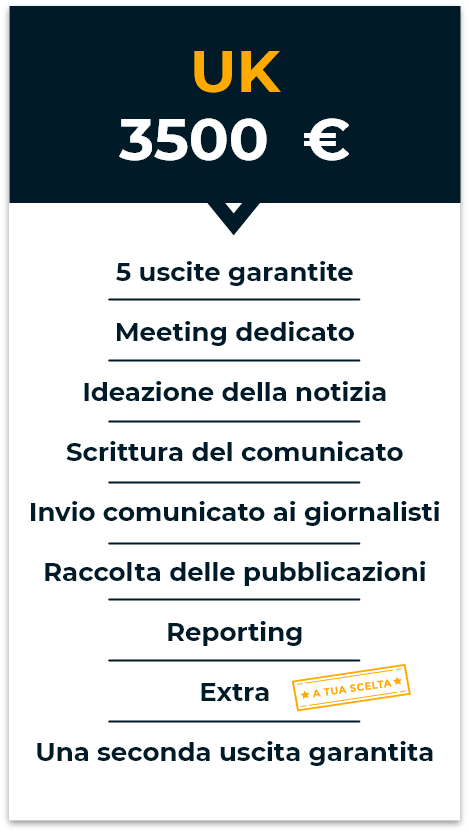 UK
3500 €
5 uscite garantite
Meeting dedicato
Ideazione della notizia
Scrittura del comunicato
Invio comunicato ai giornalisti
Raccolta delle pubblicazioni
Reporting
Extra
★ A TUA SCELTA ★
Una seconda uscita garantita